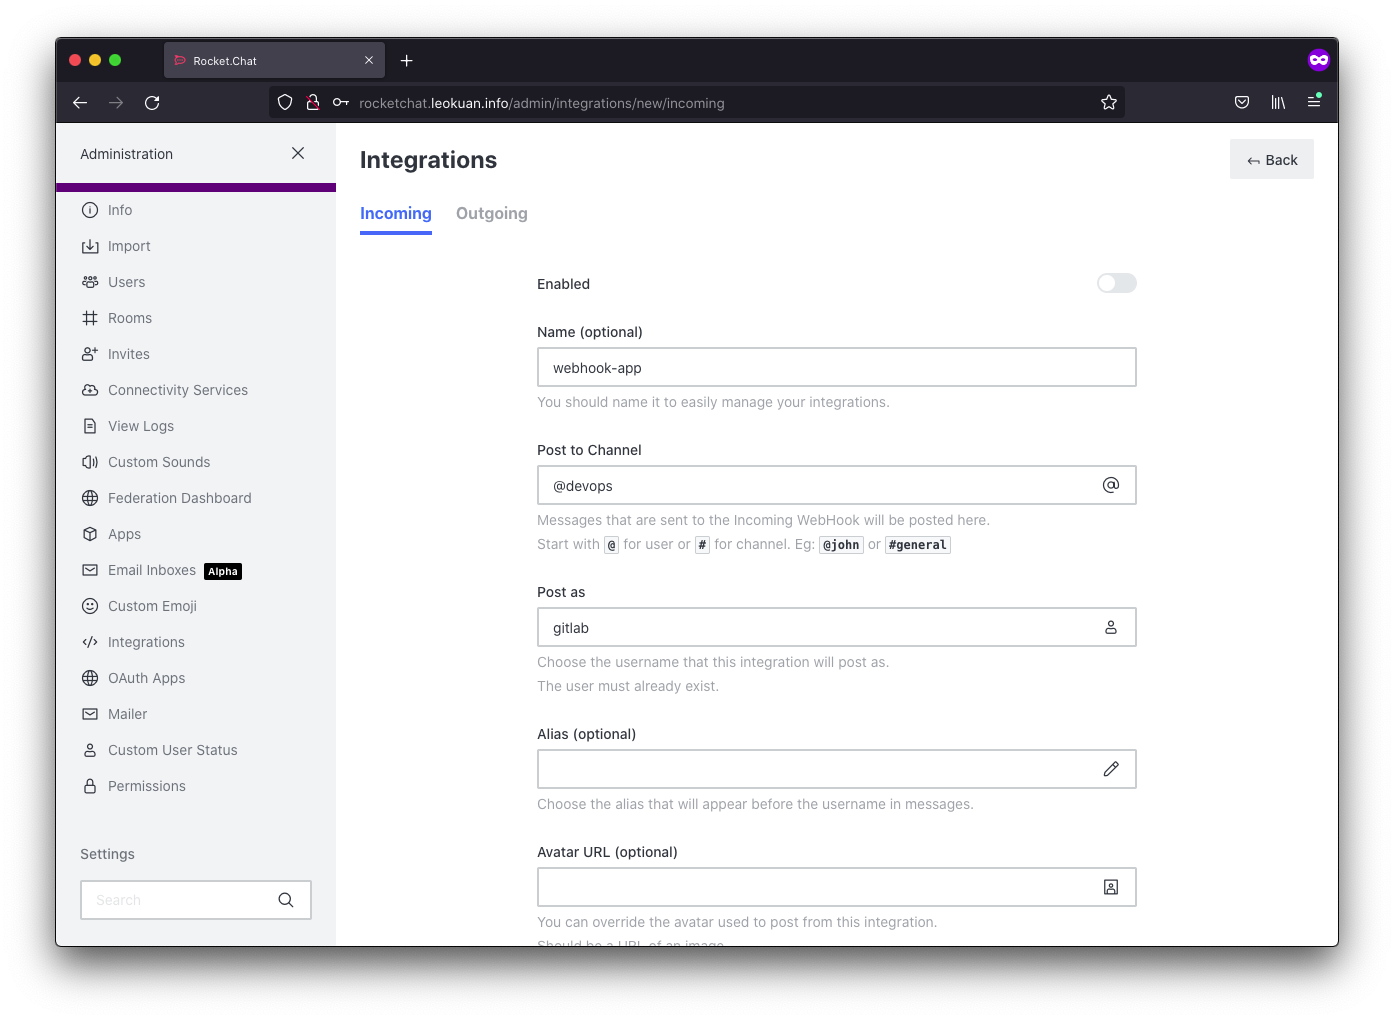 Rocket.Chat
rocketchat.leokuan.info/admin/integrations/new/incoming
Administration
Info
Import
Users
Rooms
Invites
Connectivity Services
View Logs
Custom Sounds
Federation Dashboard
Apps
Email Inboxes Alpha
Custom Emoji
Integrations
OAuth Apps
Mailer
Custom User Status
Permissions
Settings
Search
Integrations
Back
Incoming Outgoing
Enabled
Name (optional)
webhook-app
You should name it to easily manage your integrations.
Post to Channel
@devops
Messages that are sent to the Incoming WebHook will be posted here.
Start with @ for user or # for channel. Eg: @john or #general
Post as
gitlab
Choose the username that this integration will post as.
The user must already exist.
Alias (optional)
Choose the alias that will appear before the username in messages.
Avatar URL (optional)
You can override the avatar used to post from this integration.
Should be a URL of an image.